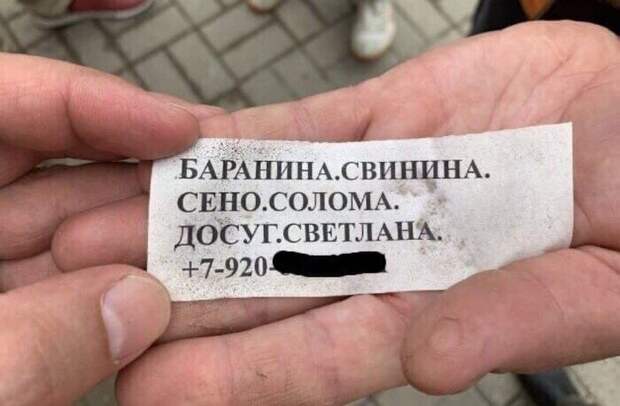 БАРАНИНА.СВИНИНА.
СЕНО.СОЛОМА.
ДОСУГ.СВЕТЛАНА.
+7-920-